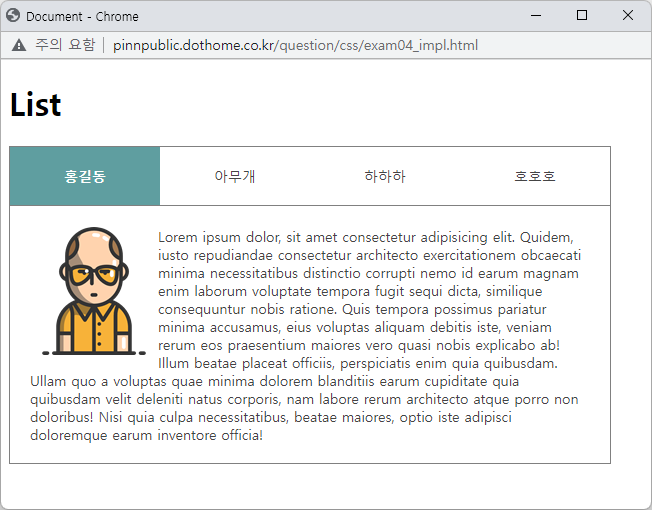 Document - Chrome
주의 요함 | pinnpublic.dothome.co.kr/question/css/exam04_impl.html
List
홍길동 아무개 하하하 호호호
Lorem ipsum dolor, sit amet consectetur adipisicing elit. Quidem,
iusto repudiandae consectetur architecto exercitationem obcaecati
minima necessitatibus distinctio corrupti nemo id earum magnam
enim laborum voluptate tempora fugit sequi dicta, similique
consequuntur nobis ratione. Quis tempora possimus pariatur
minima accusamus, eius voluptas aliquam debitis iste, veniam
rerum eos praesentium maiores vero quasi nobis explicabo ab!
Illum beatae placeat officiis, perspiciatis enim quia quibusdam.
Ullam quo a voluptas quae minima dolorem blanditiis earum cupiditate quia
quibusdam velit deleniti natus corporis, nam labore rerum architecto atque porro non
doloribus! Nisi quia culpa necessitatibus, beatae maiores, optio iste adipisci
doloremque earum inventore officia!